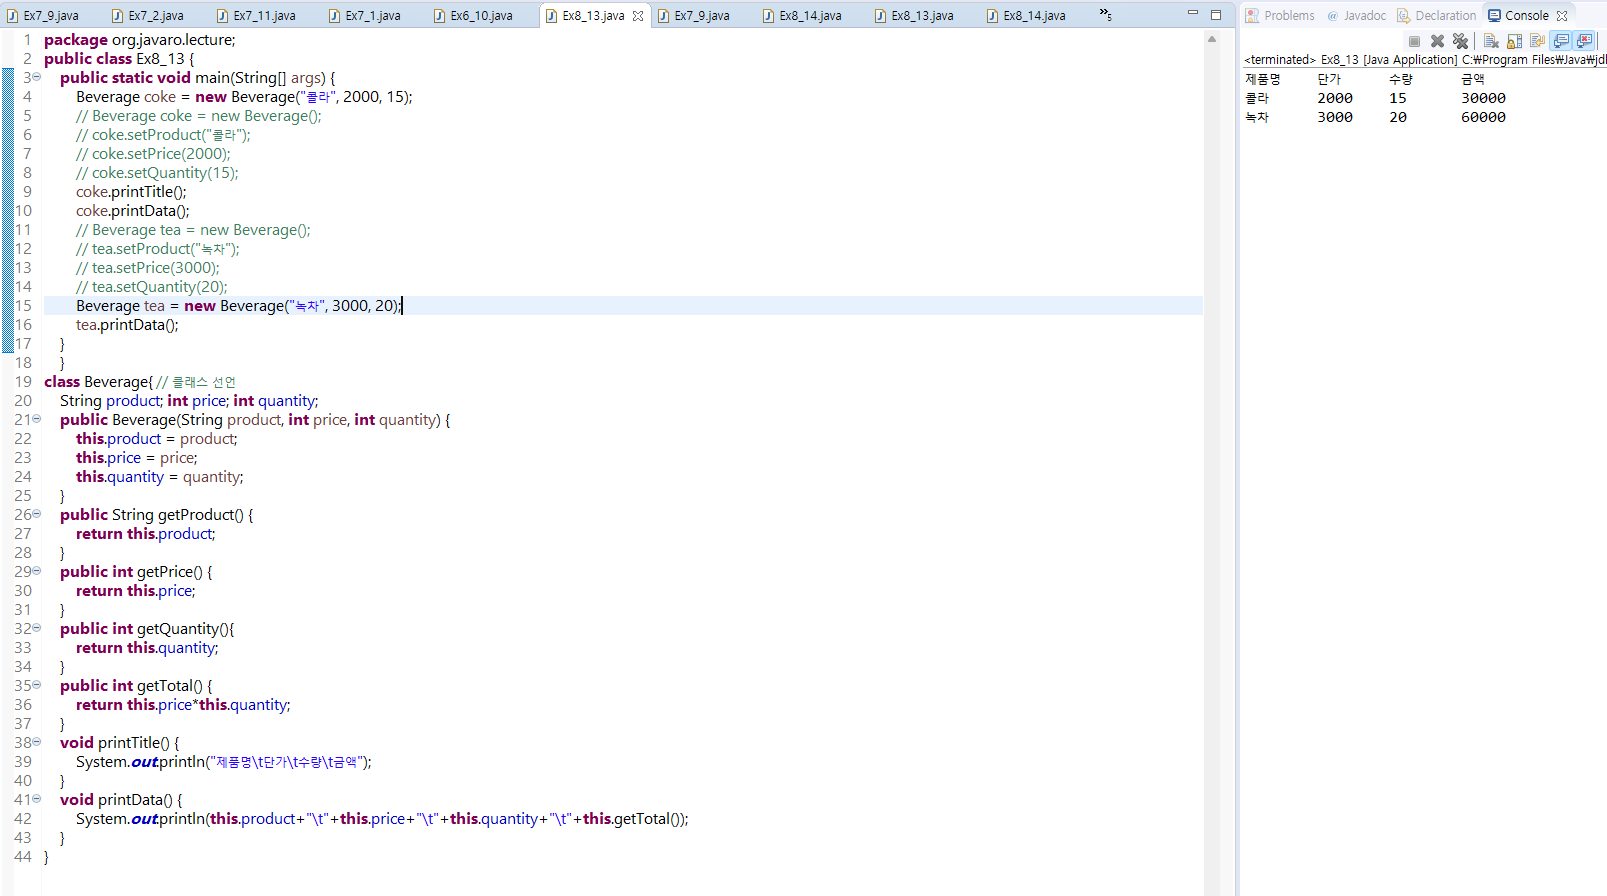 Ex7_9.java Ex7_2.java Ex7_11.java Ex7_1.java Ex6_10.java Ex8_13.java Ex7_9.java Ex8_14.java Ex8_13.java Ex8_14.java »5
1 package org.javaro.lecture;
2 public class Ex8_13 {
3 public static void main(String[] args) {
4 Beverage coke = new Beverage("콜라", 2000, 15);
5 // Beverage coke = new Beverage();
6 // coke.setProduct("콜라");
7 // coke.setPrice(2000);
8 // coke.setQuantity(15);
9 coke.printTitle();
10 coke.printData();
11 // Beverage tea = new Beverage();
12 // tea.setProduct("녹차");
13 // tea.setPrice(3000);
14 // tea.setQuantity(20);
15 Beverage tea = new Beverage("녹차", 3000, 20);
16 tea.printData();
17 }
18 }
19 class Beverage{ // 클래스 선언
20 String product; int price; int quantity;
21 public Beverage(String product, int price, int quantity) {
22 this.product = product;
23 this.price = price;
24 this.quantity = quantity;
25 }
26 public String getProduct() {
27 return this.product;
28 }
29 public int getPrice() {
30 return this.price;
31 }
32 public int getQuantity(){
33 return this.quantity;
34 }
35 public int getTotal() {
36 return this.price*this.quantity;
37 }
38 void printTitle() {
39 System.out.println("제품명\t단가\t수량\t금액");
40 }
41 void printData() {
42 System.out.println(this.product+"\t"+this.price+"\t"+this.quantity+"\t"+this.getTotal());
43 }
44 }
Problems @ Javadoc Declaration Console
<terminated> Ex8_13 [Java Application] C:₩Program Files₩Java₩jdl
제품명 단가 수량 금액
콜라 2000 15 30000
녹차 3000 20 60000